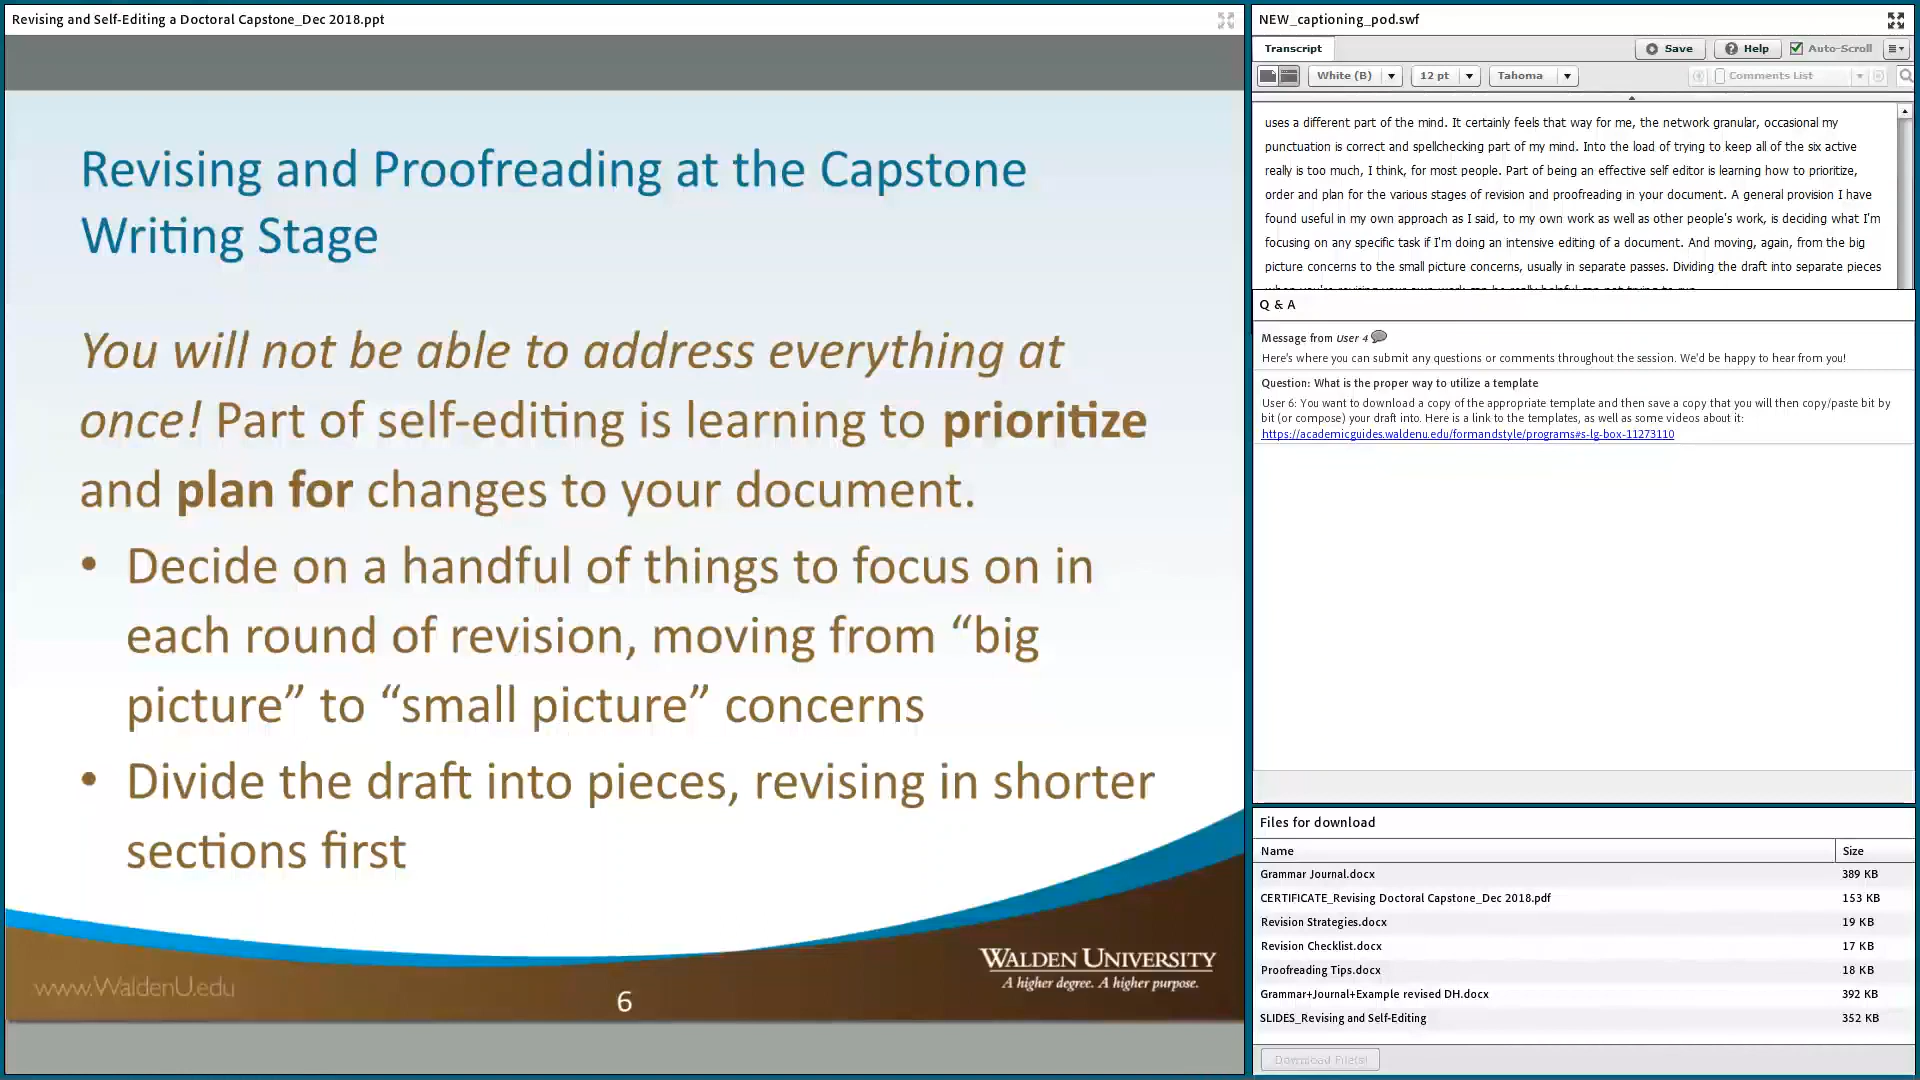 Revising and Self-Editing a Doctoral Capstone_Dec 2018.ppt
Revising and Proofreading at the Capstone
Writing Stage
You will not be able to address everything at
once! Part of self-editing is learning to prioritize
and plan for changes to your document.
• Decide on a handful of things to focus on in
each round of revision, moving from “big
picture” to “small picture” concerns
• Divide the draft into pieces, revising in shorter
sections first
www.WaldenU.edu
6
WALDEN UNIVERSITY
A higher degree. A higher purpose.
NEW_captioning_pod.swf
Transcript
Save
Help
Auto-Scroll
White (B)
12 pt
Tahoma
Comments List
uses a different part of the mind. It certainly feels that way for me, the network granular, occasional my
punctuation is correct and spellchecking part of my mind. Into the load of trying to keep all of the six active
really is too much, I think, for most people. Part of being an effective self editor is learning how to prioritize,
order and plan for the various stages of revision and proofreading in your document. A general provision I have
found useful in my own approach as I said, to my own work as well as other people's work, is deciding what I'm
focusing on any specific task if I'm doing an intensive editing of a document. And moving, again, from the big
picture concerns to the small picture concerns, usually in separate passes. Dividing the draft into separate pieces
Q & A
Message from User 4
Here's where you can submit any questions or comments throughout the session. We'd be happy to hear from you!
Question: What is the proper way to utilize a template
User 6: You want to download a copy of the appropriate template and then save a copy that you will then copy/paste bit by
bit (or compose) your draft into. Here is a link to the templates, as well as some videos about it:
https://academicguides.waldenu.edu/formandstyle/programs#s-lg-box-11273110
Files for download
Name Size
Grammar Journal.docx 389 KB
CERTIFICATE_Revising Doctoral Capstone_Dec 2018.pdf 153 KB
Revision Strategies.docx 19 KB
Revision Checklist.docx 17 KB
Proofreading Tips.docx 18 KB
Grammar+Journal+Example revised DH.docx 392 KB
SLIDES_Revising and Self-Editing 352 KB
Download File(s)